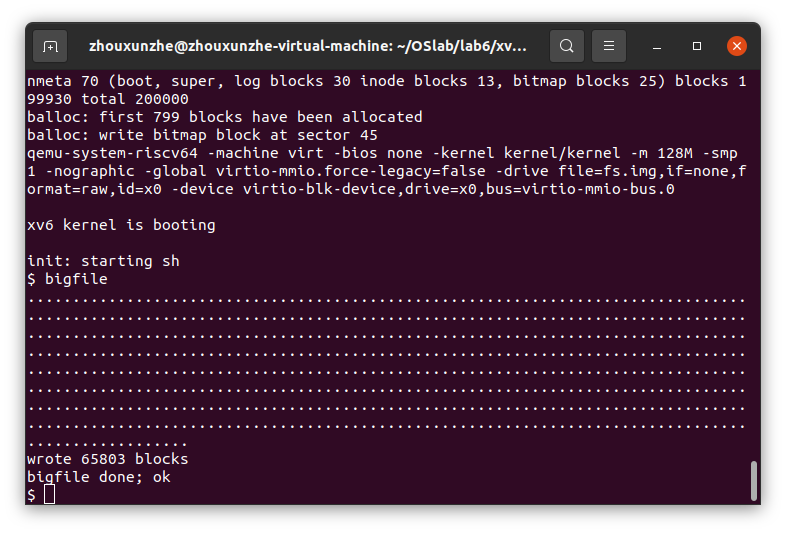 zhouxunzhe@zhouxunzhe-virtual-machine: ~/OSlab/lab6/xv…
nmeta 70 (boot, super, log blocks 30 inode blocks 13, bitmap blocks 25) blocks 1
99930 total 200000
balloc: first 799 blocks have been allocated
balloc: write bitmap block at sector 45
qemu-system-riscv64 -machine virt -bios none -kernel kernel/kernel -m 128M -smp
1 -nographic -global virtio-mmio.force-legacy=false -drive file=fs.img,if=none,f
ormat=raw,id=x0 -device virtio-blk-device,drive=x0,bus=virtio-mmio-bus.0
xv6 kernel is booting
init: starting sh
$ bigfile
................................................................................
................................................................................
................................................................................
................................................................................
................................................................................
................................................................................
................................................................................
................................................................................
..................
wrote 65803 blocks
bigfile done; ok
$